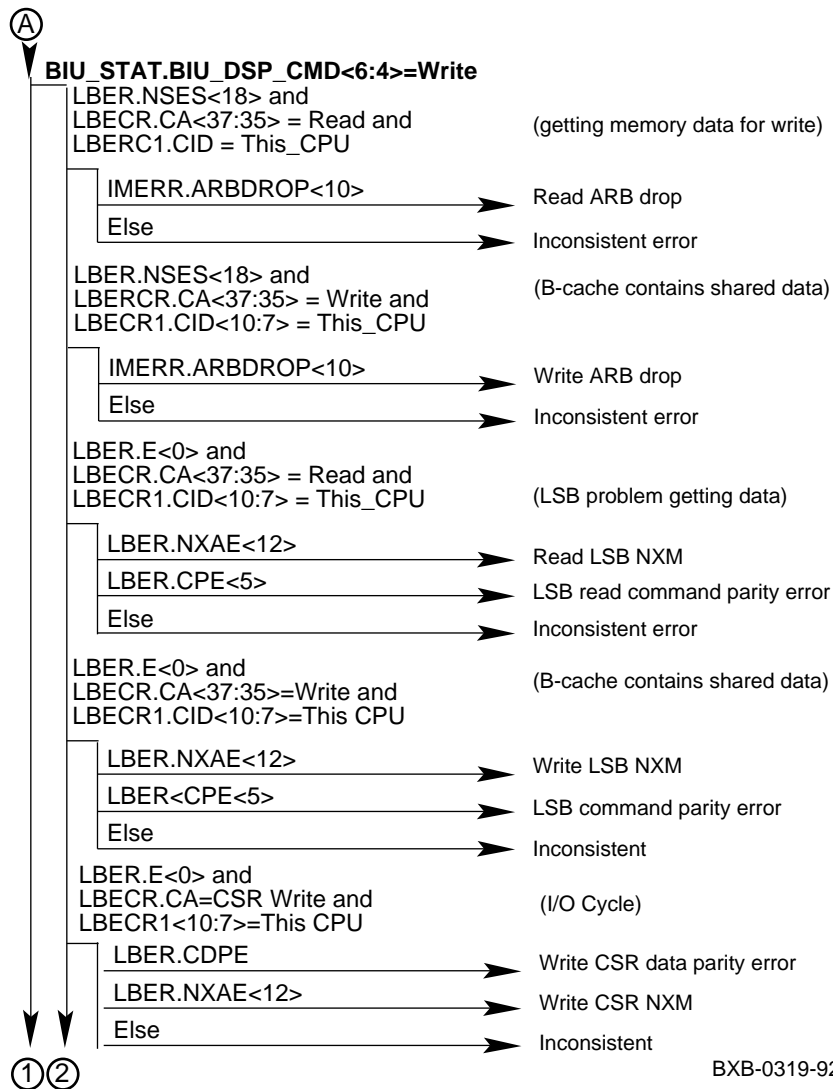 A
BIU_STAT.BIU_DSP_CMD<6:4>=Write
LBER.NSES<18> and
LBECR.CA<37:35> = Read and
LBERC1.CID = This_CPU
(getting memory data for write)
IMERR.ARBDROP<10>
Read ARB drop
Else
Inconsistent error
LBER.NSES<18> and
LBERCR.CA<37:35> = Write and
LBECR1.CID<10:7> = This_CPU
(B-cache contains shared data)
IMERR.ARBDROP<10>
Write ARB drop
Else
Inconsistent error
LBER.E<0> and
LBECR.CA<37:35> = Read and
LBECR1.CID<10:7> = This_CPU
(LSB problem getting data)
LBER.NXAE<12>
Read LSB NXM
LBER.CPE<5>
LSB read command parity error
Else
Inconsistent error
LBER.E<0> and
LBECR.CA<37:35>=Write and
LBECR1.CID<10:7>=This CPU
(B-cache contains shared data)
LBER.NXAE<12>
Write LSB NXM
LBER<CPE<5>
LSB command parity error
Else
Inconsistent
LBER.E<0> and
LBECR.CA=CSR Write and
LBECR1<10:7>=This CPU
(I/O Cycle)
LBER.CDPE
Write CSR data parity error
LBER.NXAE<12>
Write CSR NXM
Else
Inconsistent
1 2
BXB-0319-92